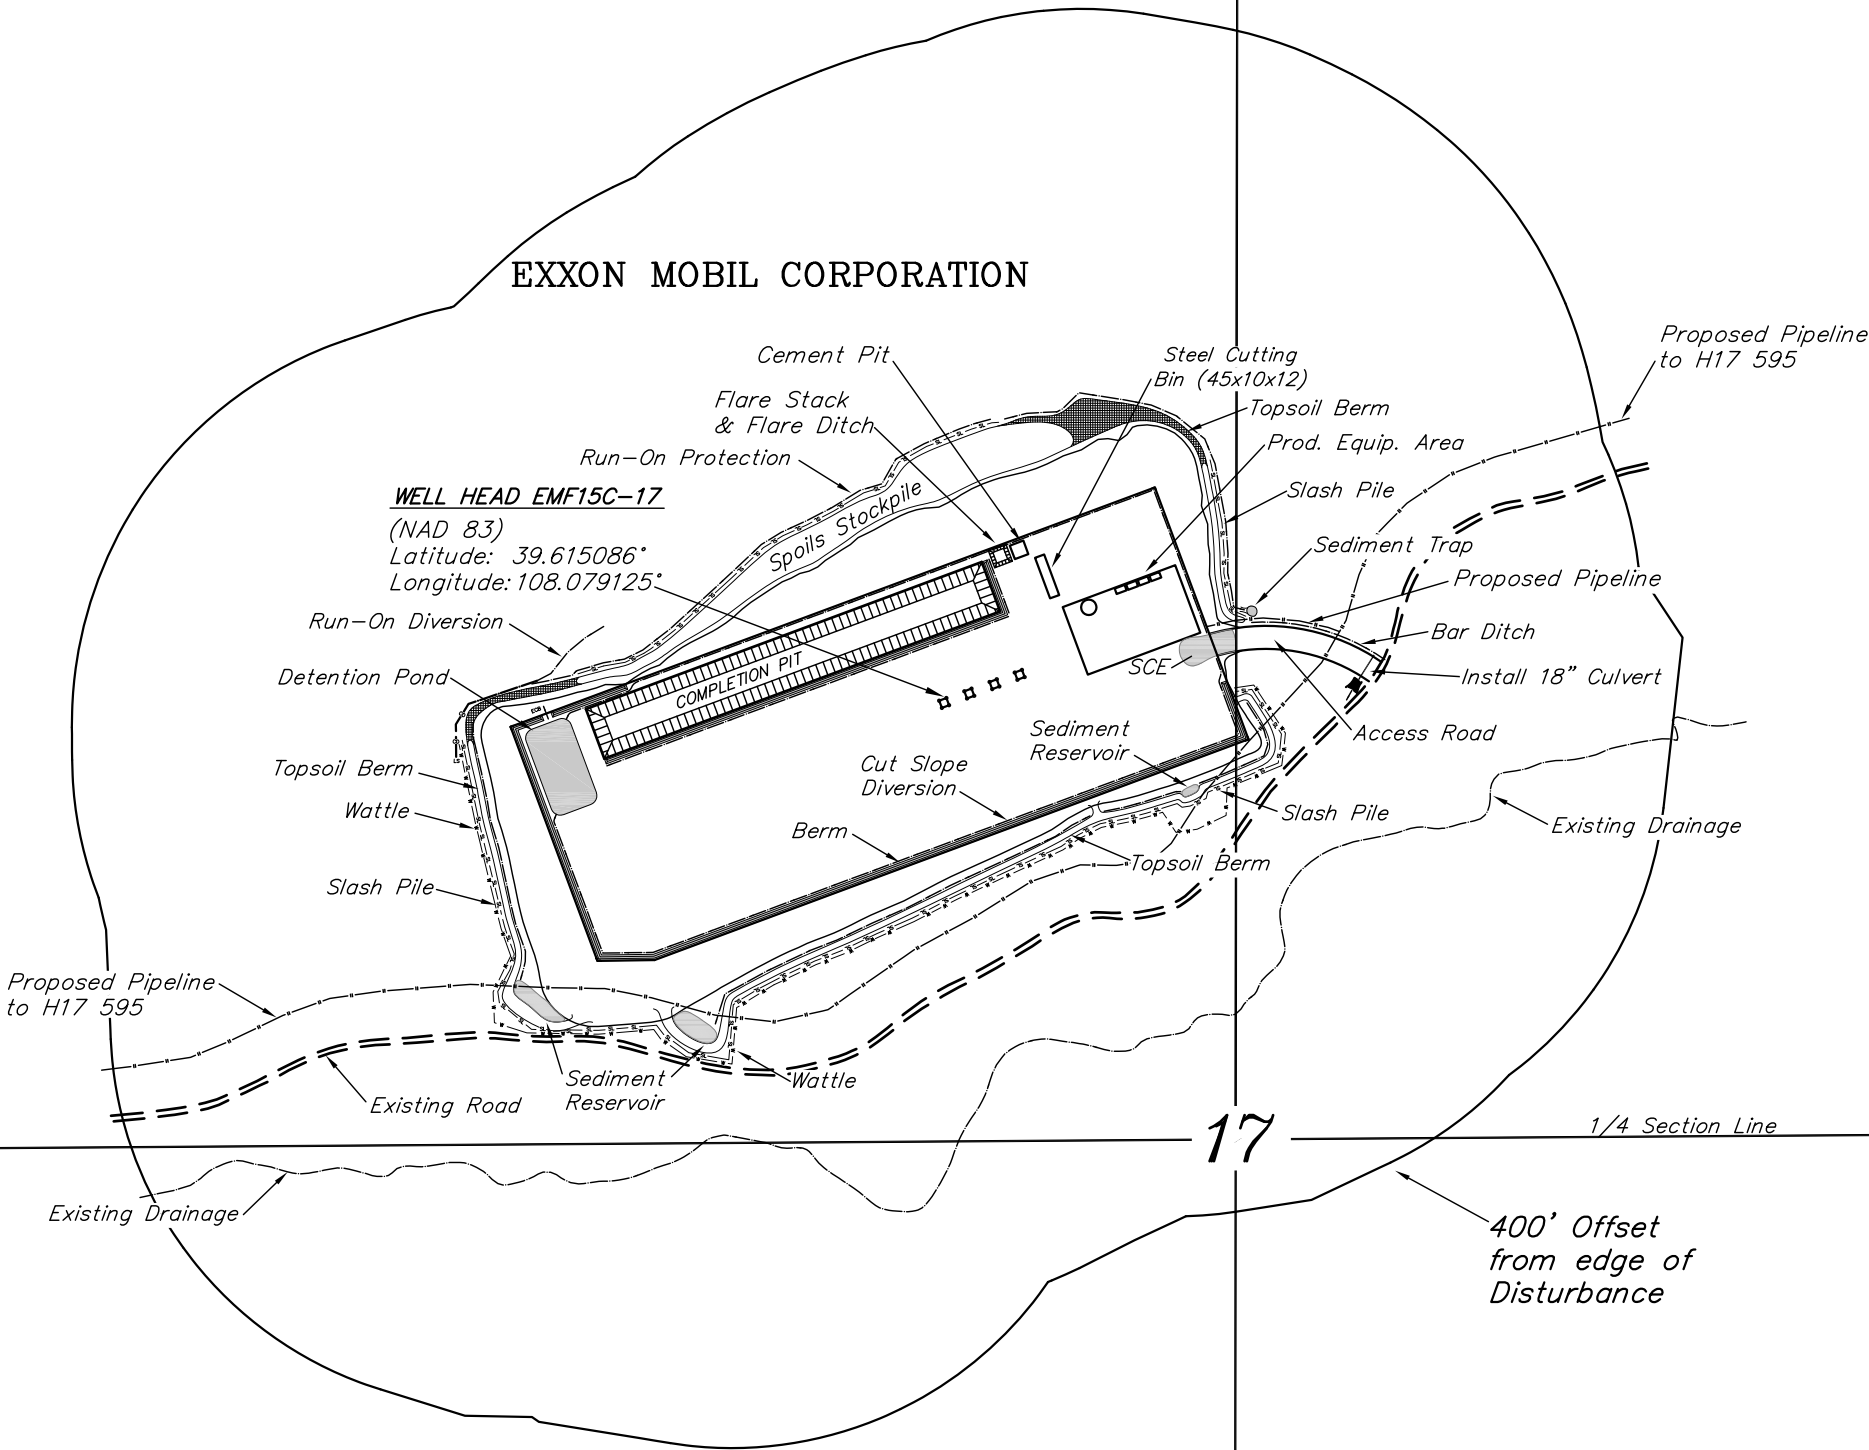 EXXON MOBIL CORPORATION
Proposed Pipeline
to H17 595
Cement Pit
Steel Cutting
Bin (45x10x12)
Flare Stack
& Flare Ditch
Topsoil Berm
Run-On Protection
Prod. Equip. Area
WELL HEAD EMF15C-17
(NAD 83)
Latitude: 39.615086°
Longitude: 108.079125°
Spoils Stockpile
Slash Pile
Sediment Trap
Proposed Pipeline
Run-On Diversion
Bar Ditch
Detention Pond
COMPLETION PIT
SCE
Install 18" Culvert
Sediment
Reservoir
Access Road
Topsoil Berm
Cut Slope
Diversion
Wattle
Slash Pile
Berm
Existing Drainage
Topsoil Berm
Slash Pile
Proposed Pipeline
to H17 595
Sediment
Reservoir
Wattle
Existing Road
17
1/4 Section Line
Existing Drainage
400' Offset
from edge of
Disturbance